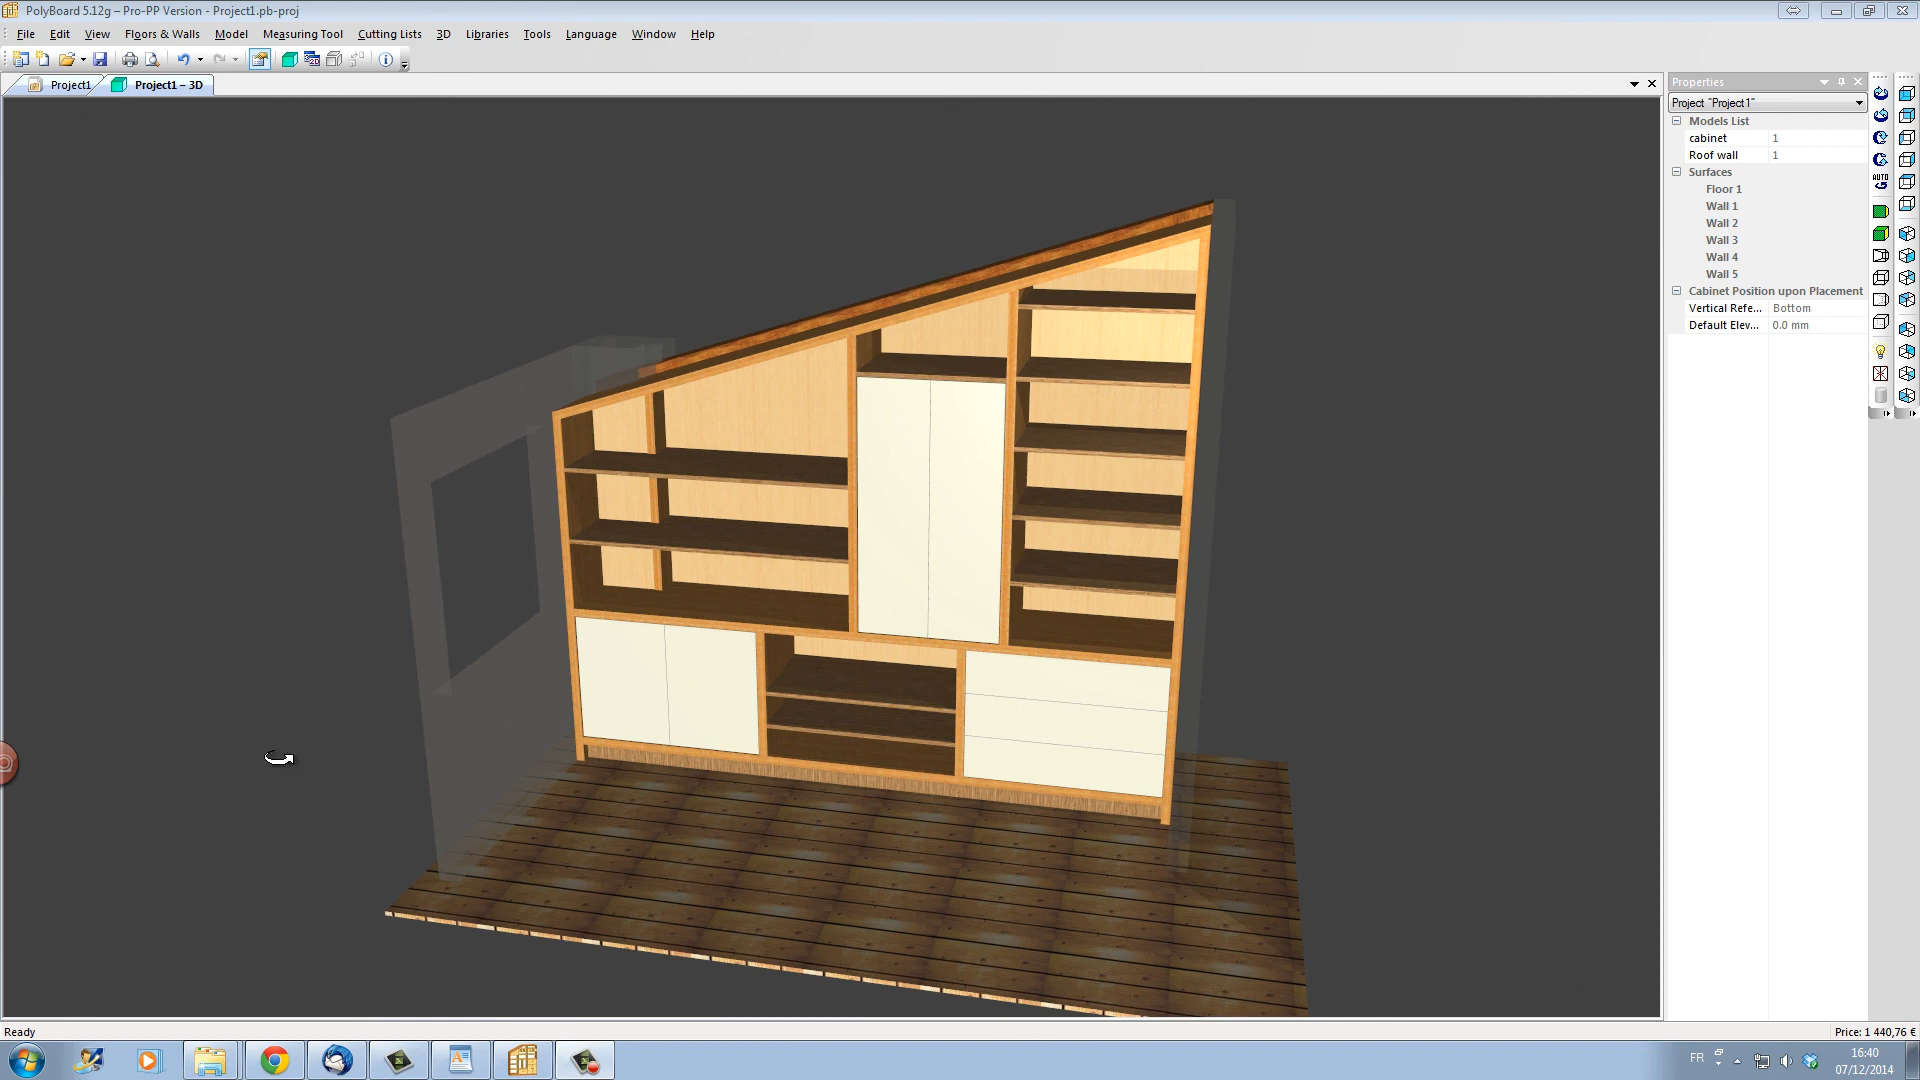 PolyBoard 5.12g – Pro-PP Version - Project1.pb-proj
File Edit View Floors & Walls Model Measuring Tool Cutting Lists 3D Libraries Tools Language Window Help
Project1 Project1 – 3D
Properties
Project "Project1"
Models List
cabinet 1
Roof wall 1
Surfaces
Floor 1
Wall 1
Wall 2
Wall 3
Wall 4
Wall 5
Cabinet Position upon Placement
Vertical Refe... Bottom
Default Elev... 0.0 mm
AUTO
Ready
Price: 1 440,76 €
FR
16:40
07/12/2014